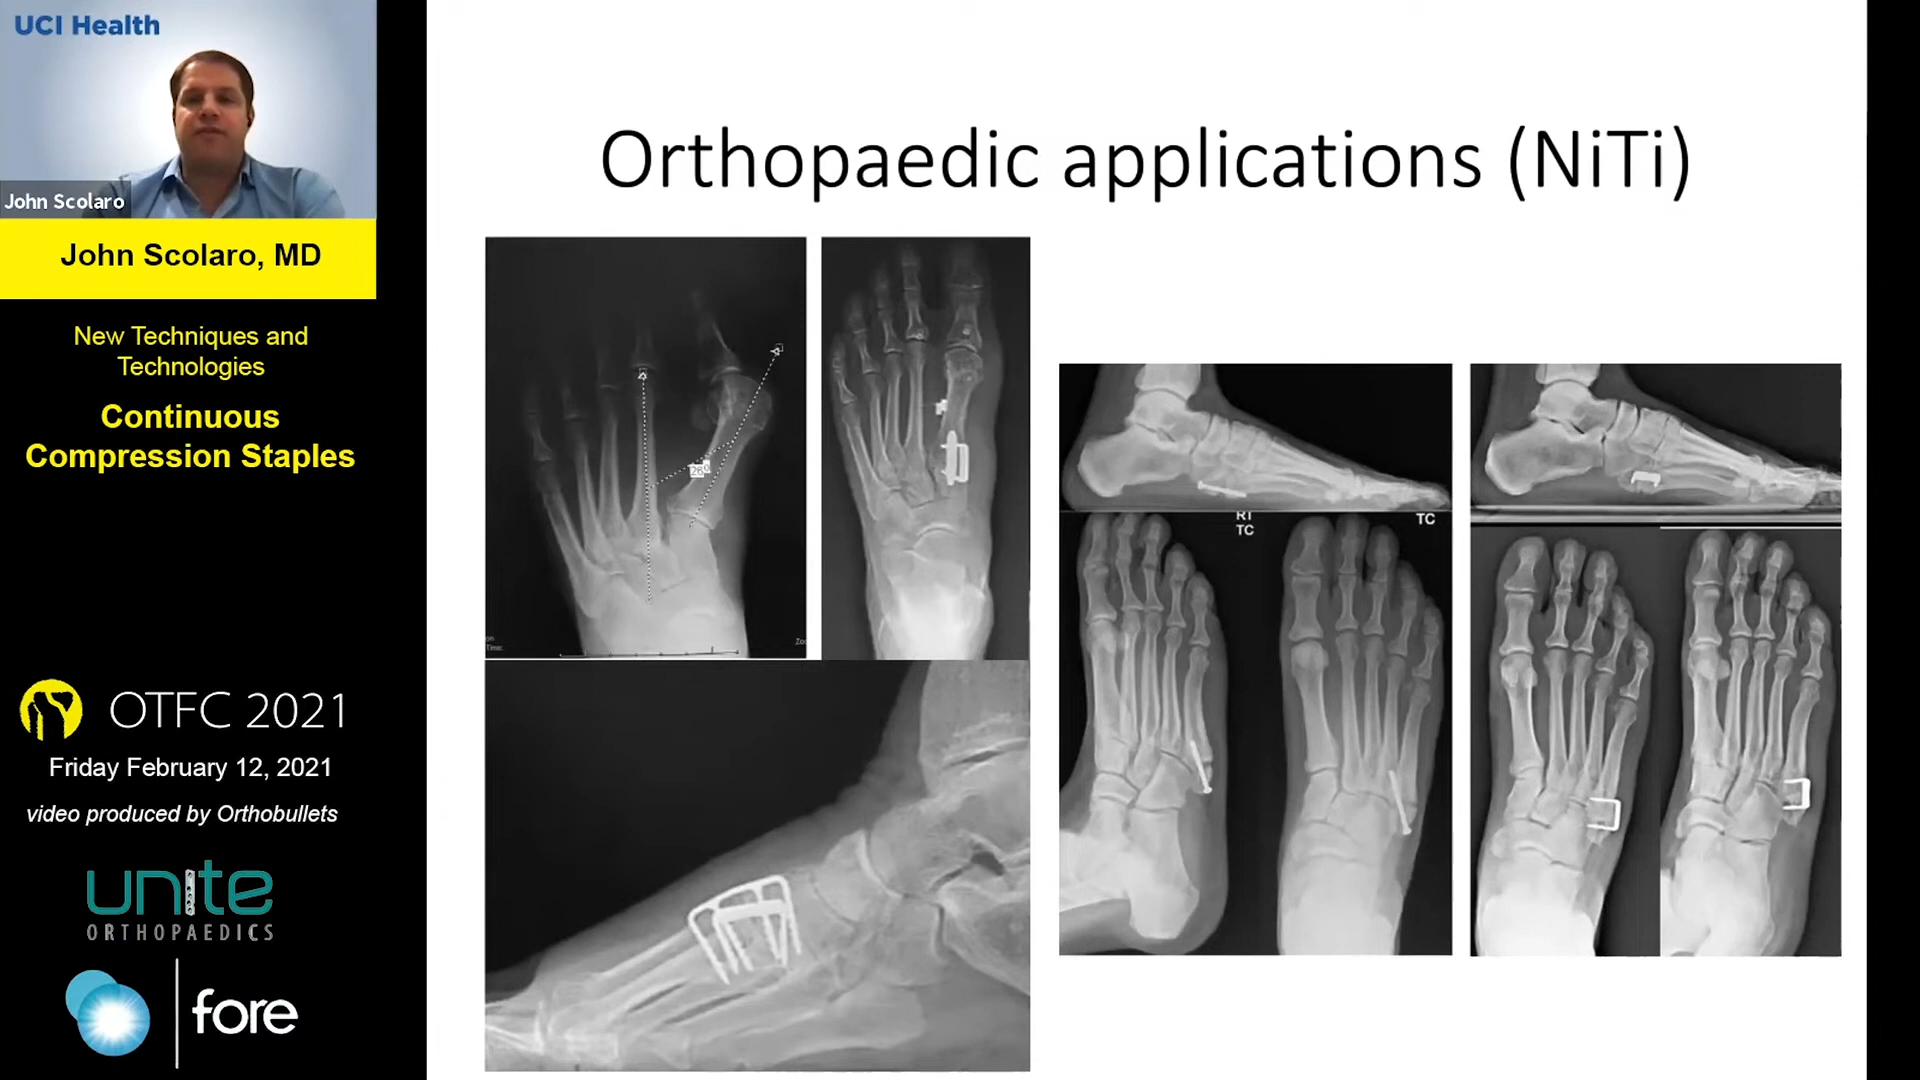 UCI Health
John Scolaro
John Scolaro, MD
New Techniques and
Technologies
Continuous
Compression Staples
OTFC 2021
Friday February 12, 2021
video produced by Orthobullets
unite
ORTHOPAEDICS
fore
Orthopaedic applications (NiTi)
RT
TC
TC